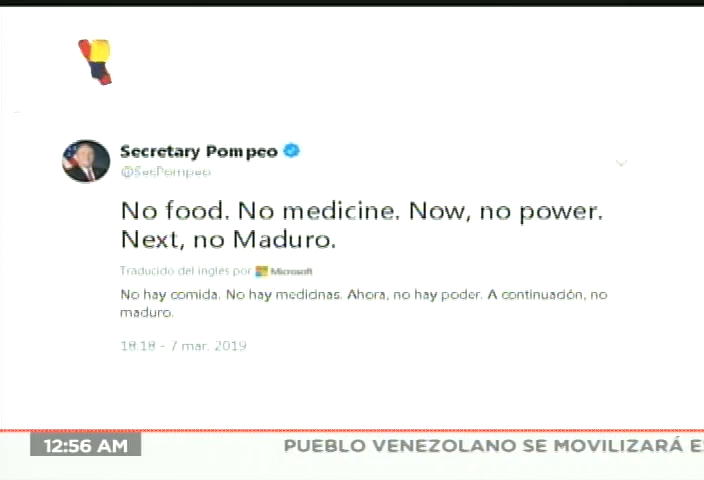 Secretary Pompeo
@SecPompeo
No food. No medicine. Now, no power.
Next, no Maduro.
Traducido del inglés por Microsoft
No hay comida. No hay medicinas. Ahora, no hay poder. A continuación, no
maduro.
18:18 - 7 mar. 2019
12:56 AM
PUEBLO VENEZOLANO SE MOVILIZARÁ